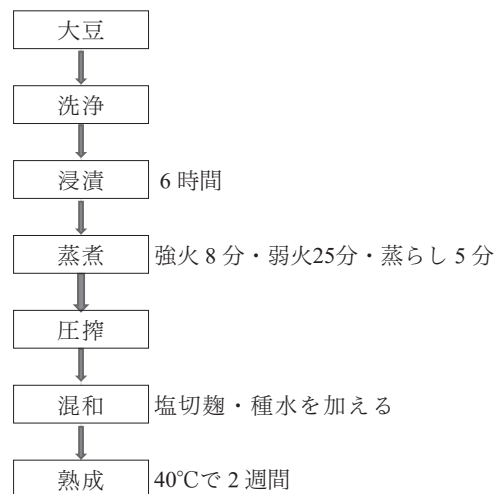 大豆
洗浄
浸漬 6 時間
蒸煮 強火 8 分・弱火25分・蒸らし 5 分
圧搾
混和 塩切麹・種水を加える
熟成 40℃で 2 週間